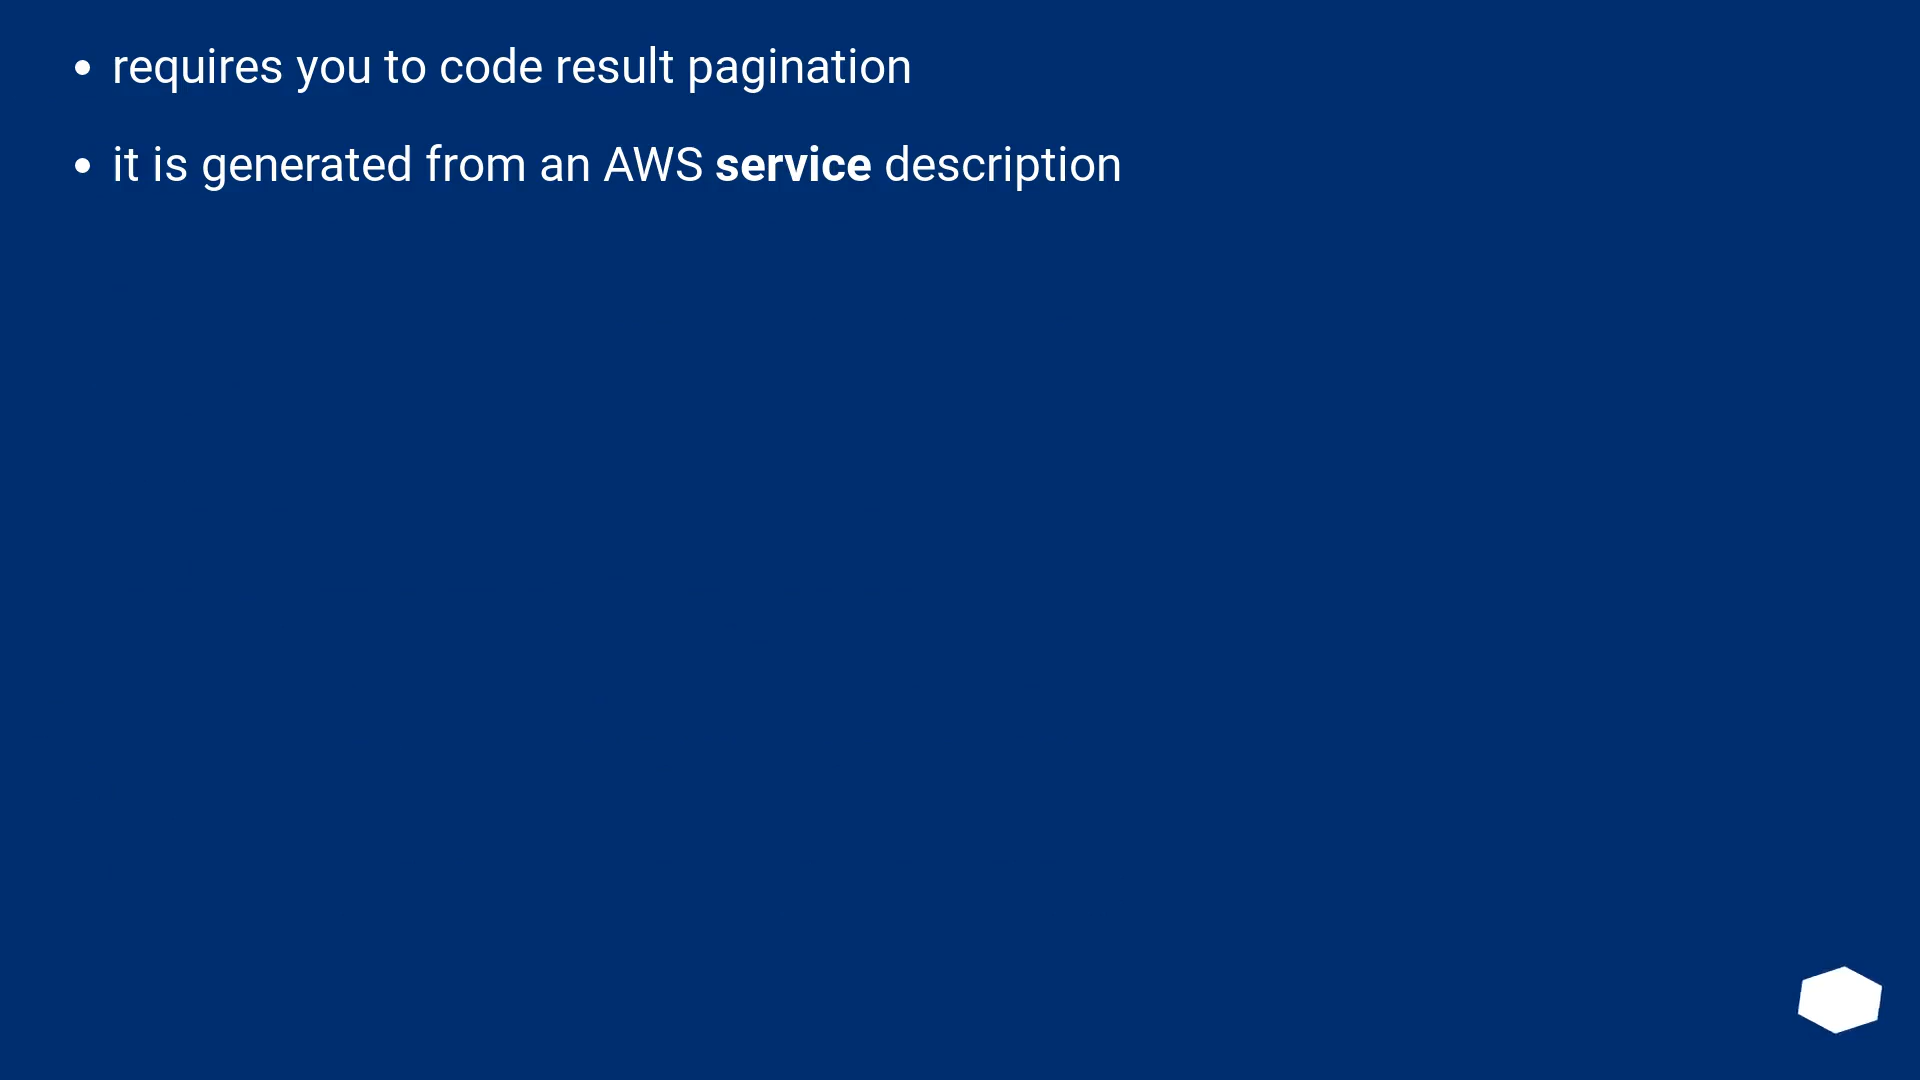 • requires you to code result pagination
• it is generated from an AWS service description